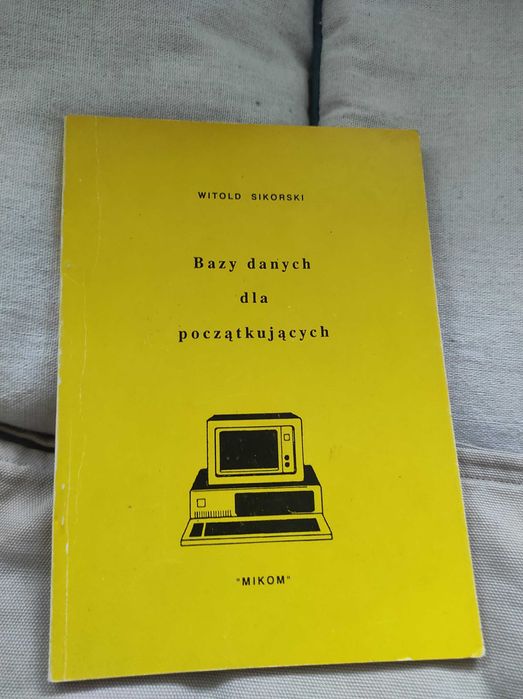 WITOLD SIKORSKI
Bazy danych
dla
początkujących
"MIKOM"